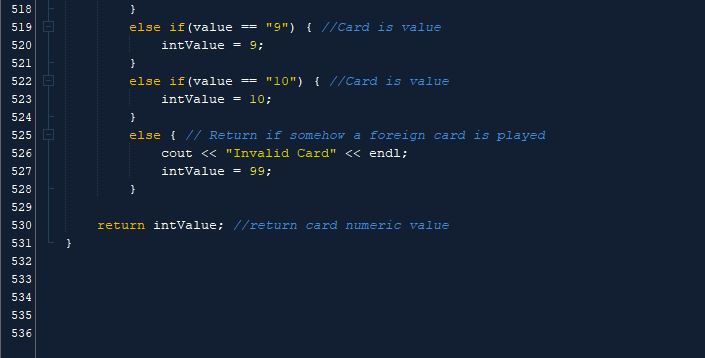 518 }
519 else if(value == "9") { //Card is value
520 intValue = 9;
521 }
522 else if(value == "10") { //Card is value
523 intValue = 10;
524 }
525 else { // Return if somehow a foreign card is played
526 cout << "Invalid Card" << endl;
527 intValue = 99;
528 }
529
530 return intValue; //return card numeric value
531 }
532
533
534
535
536